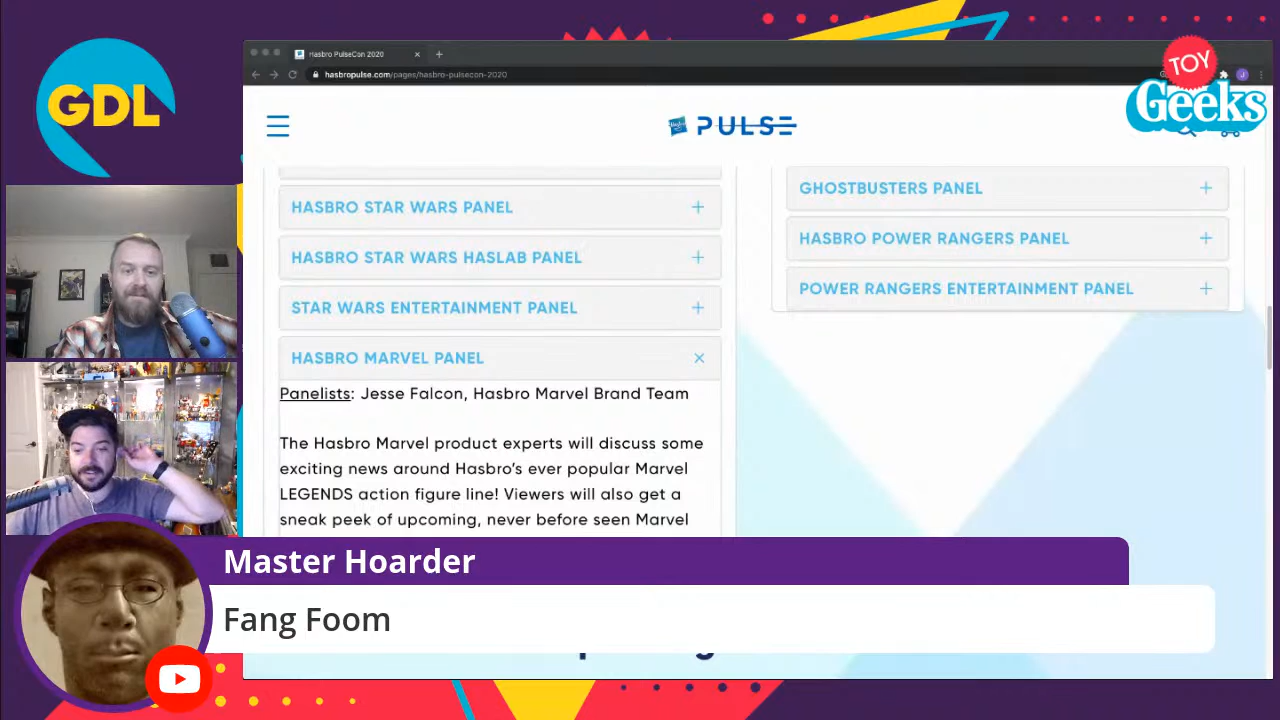 GDL
TOY
Geeks
Hasbro PulseCon 2020
hasbropulse.com/pages/hasbro-pulsecon-2020
Hasbro
PULSE
HASBRO STAR WARS PANEL
HASBRO STAR WARS HASLAB PANEL
STAR WARS ENTERTAINMENT PANEL
HASBRO MARVEL PANEL
Panelists: Jesse Falcon, Hasbro Marvel Brand Team
The Hasbro Marvel product experts will discuss some
exciting news around Hasbro's ever popular Marvel
LEGENDS action figure line! Viewers will also get a
sneak peek of upcoming, never before seen Marvel
GHOSTBUSTERS PANEL
HASBRO POWER RANGERS PANEL
POWER RANGERS ENTERTAINMENT PANEL
Master Hoarder
Fang Foom